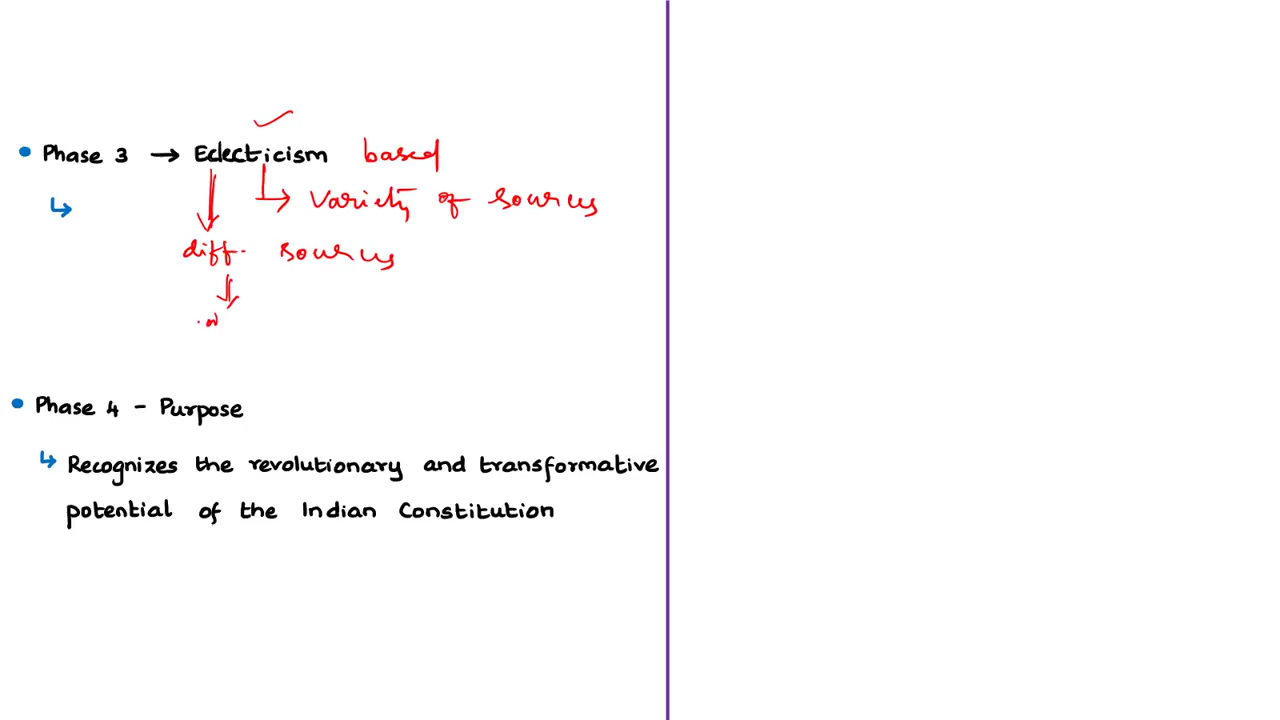 Phase 3 → Eclecticism based
↳ Variety of sources
diff. sources
Phase 4 - Purpose
↳ Recognizes the revolutionary and transformative
potential of the Indian Constitution